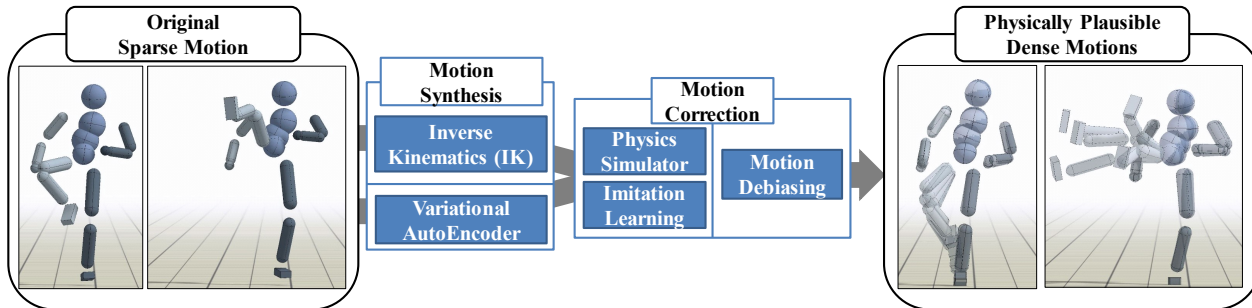 Original
Sparse Motion
Motion
Synthesis
Inverse
Kinematics (IK)
Variational
AutoEncoder
Motion
Correction
Physics
Simulator
Imitation
Learning
Motion
Debiasing
Physically Plausible
Dense Motions